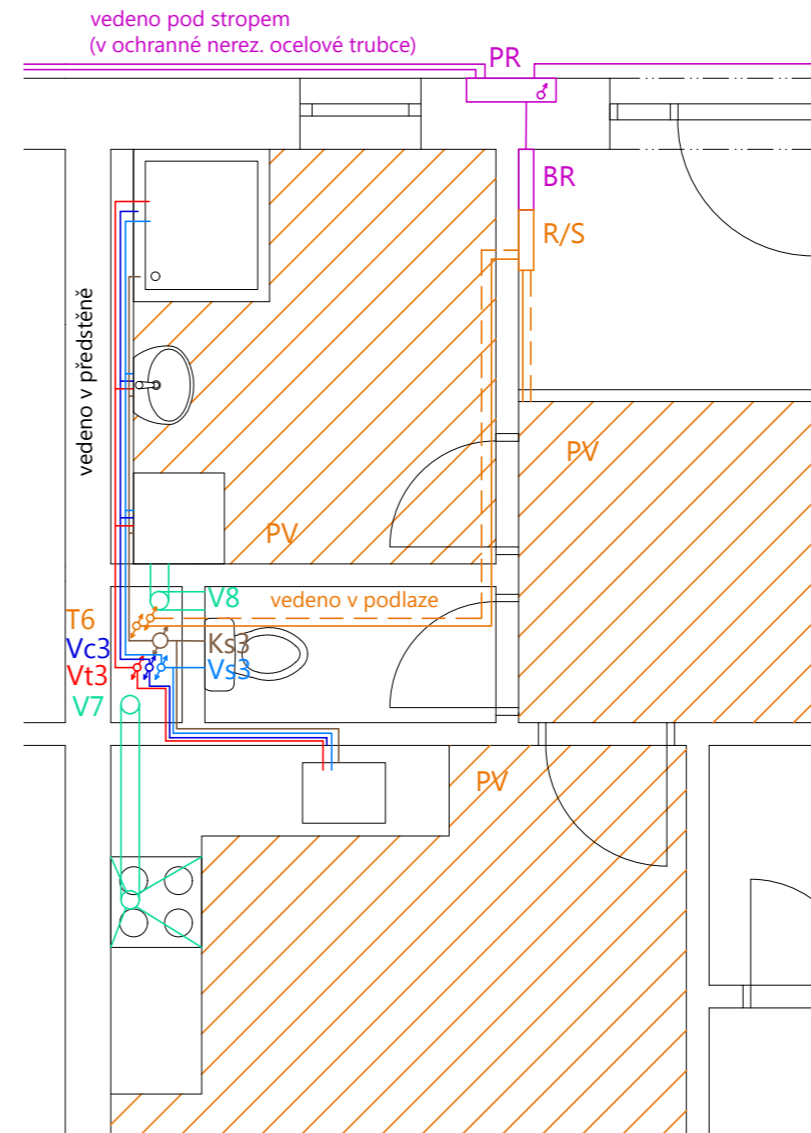 vedeno pod stropem
(v ochranné nerez. ocelové trubce)
PR
BR
R/S
vedeno v předstěně
PV
PV
V8
vedeno v podlaze
T6
Ks3
Vc3
Vs3
Vt3
V7
PV